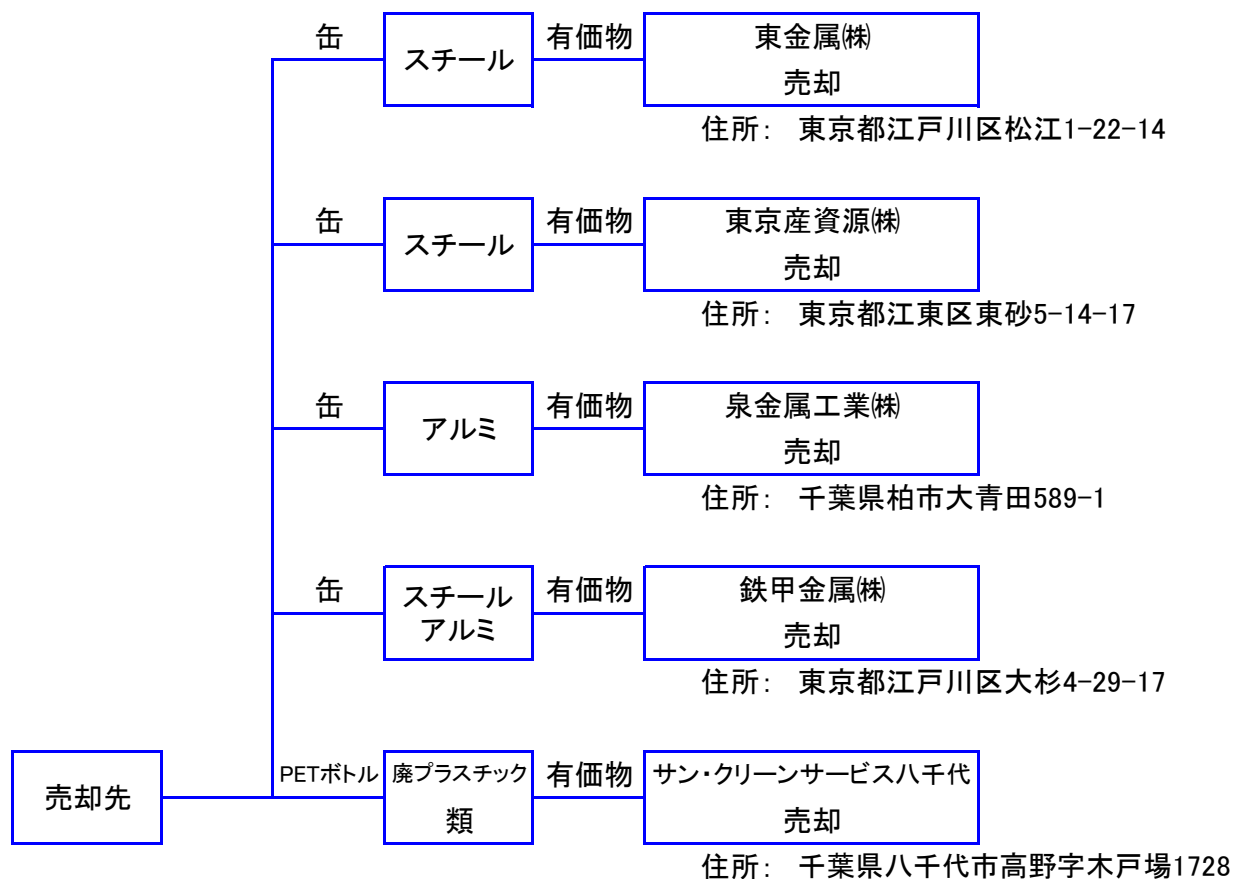 缶
スチール
有価物
東金属㈱
売却
住所： 東京都江戸川区松江1-22-14
缶
スチール
有価物
東京産資源㈱
売却
住所： 東京都江東区東砂5-14-17
缶
アルミ
有価物
泉金属工業㈱
売却
住所： 千葉県柏市大青田589-1
缶
スチール
アルミ
有価物
鉄甲金属㈱
売却
住所： 東京都江戸川区大杉4-29-17
売却先
PETボトル
廃プラスチック
類
有価物
サン・クリーンサービス八千代
売却
住所： 千葉県八千代市高野字木戸場1728